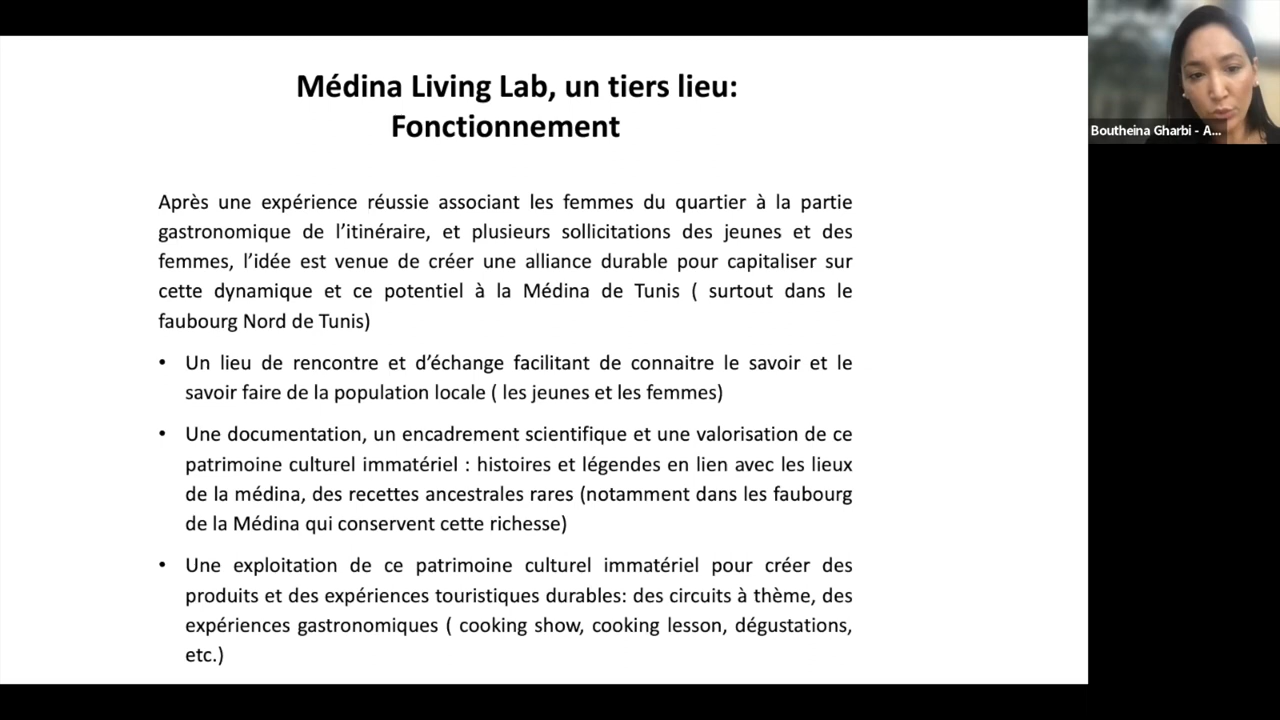 Médina Living Lab, un tiers lieu:
Fonctionnement
Après une expérience réussie associant les femmes du quartier à la partie
gastronomique de l’itinéraire, et plusieurs sollicitations des jeunes et des
femmes, l’idée est venue de créer une alliance durable pour capitaliser sur
cette dynamique et ce potentiel à la Médina de Tunis ( surtout dans le
faubourg Nord de Tunis)
• Un lieu de rencontre et d’échange facilitant de connaitre le savoir et le
savoir faire de la population locale ( les jeunes et les femmes)
• Une documentation, un encadrement scientifique et une valorisation de ce
patrimoine culturel immatériel : histoires et légendes en lien avec les lieux
de la médina, des recettes ancestrales rares (notamment dans les faubourg
de la Médina qui conservent cette richesse)
• Une exploitation de ce patrimoine culturel immatériel pour créer des
produits et des expériences touristiques durables: des circuits à thème, des
expériences gastronomiques ( cooking show, cooking lesson, dégustations,
etc.)
Boutheina Gharbi - A...